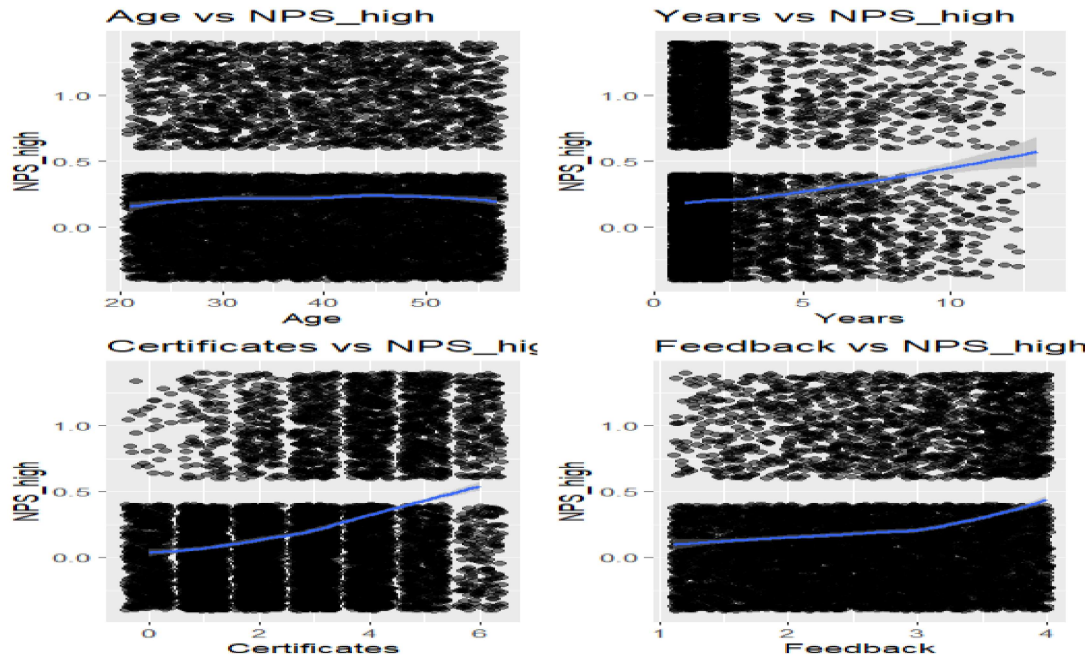 Age vs NPS_high
NPS_high
1.0
0.5
0.0
20
30
40
50
Age
Years vs NPS_high
NPS_high
1.0
0.5
0.0
0
5
10
Years
Certificates vs NPS_hig
NPS_high
1.0
0.5
0.0
0
2
4
6
Certificates
Feedback vs NPS_high
NPS_high
1.0
0.5
0.0
1
2
3
4
Feedback